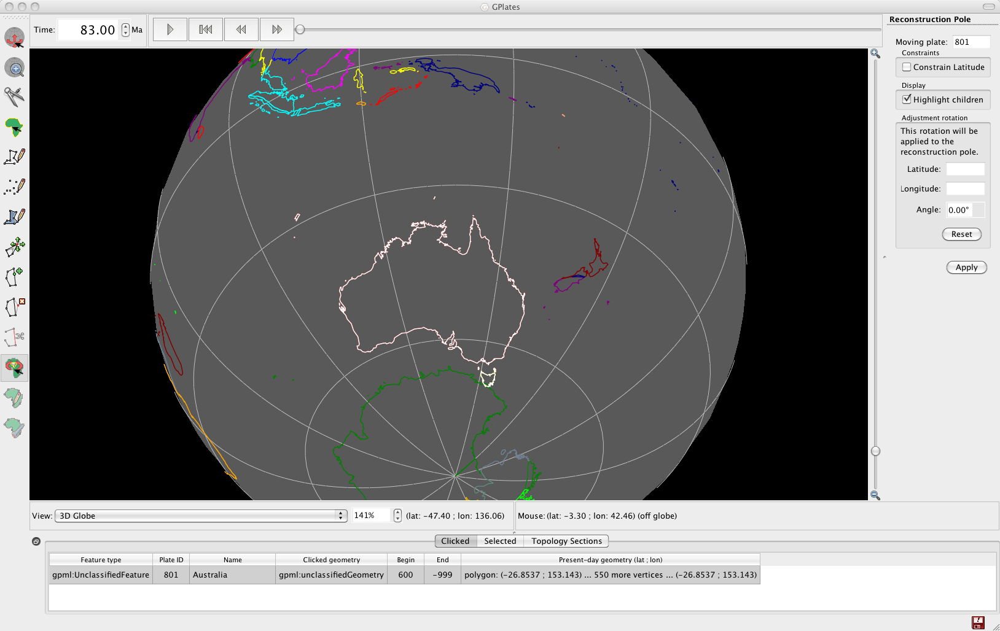 GPlates
Time: 83.00 Ma
Reconstruction Pole
Moving plate: 801
Constraints
Constrain Latitude
Display
Highlight children
Adjustment rotation
This rotation will be
applied to the
reconstruction pole.
Latitude:
Longitude:
Angle: 0.00°
Reset
Apply
View: 3D Globe 141% (lat: -47.40 ; lon: 136.06) Mouse: (lat: -3.30 ; lon: 42.46) (off globe)
Clicked Selected Topology Sections
Feature type Plate ID Name Clicked geometry Begin End Present-day geometry (lat ; lon)
gpml:UnclassifiedFeature 801 Australia gpml:unclassifiedGeometry 600 -999 polygon: (-26.8537 ; 153.143) ... 550 more vertices ... (-26.8537 ; 153.143)